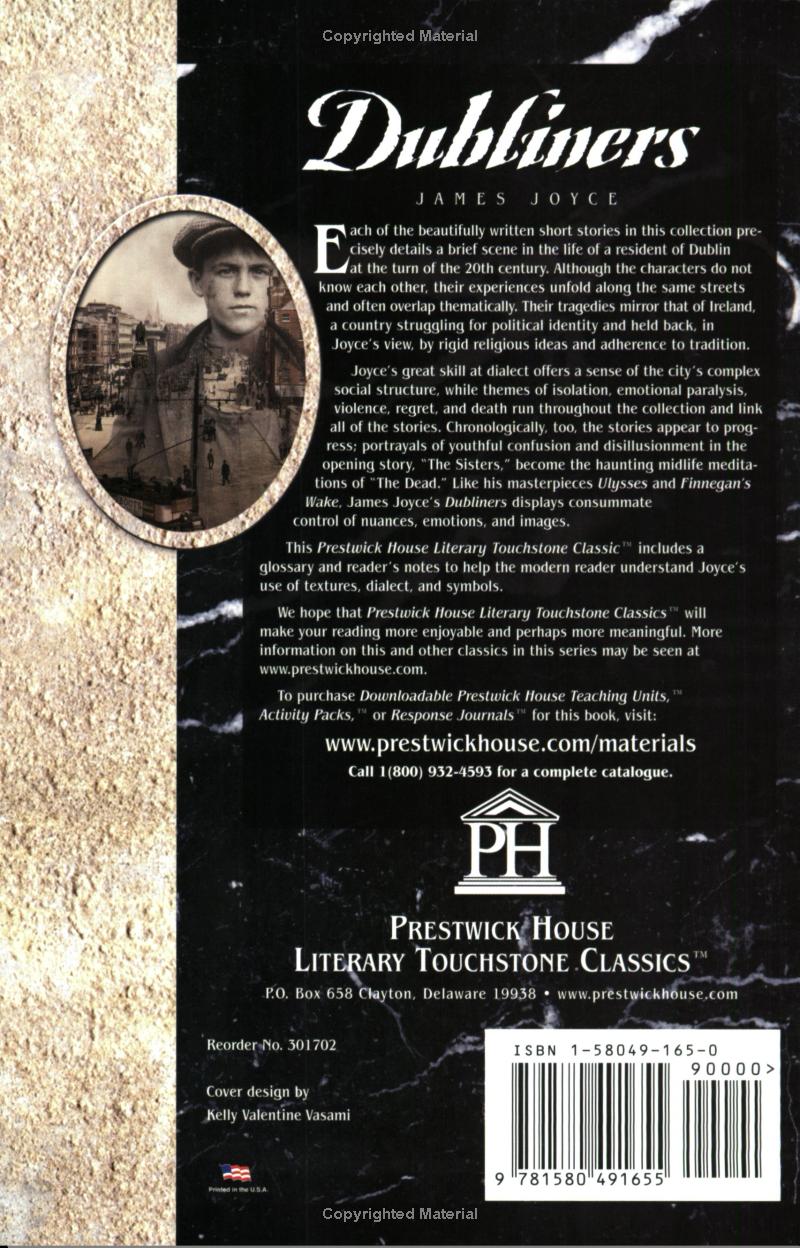 Copyrighted Material
Dubliners
JAMES JOYCE
Each of the beautifully written short stories in this collection pre-
cisely details a brief scene in the life of a resident of Dublin
at the turn of the 20th century. Although the characters do not
know each other, their experiences unfold along the same streets
and often overlap thematically. Their tragedies mirror that of Ireland,
a country struggling for political identity and held back, in
Joyce's view, by rigid religious ideas and adherence to tradition.
Joyce's great skill at dialect offers a sense of the city's complex
social structure, while themes of isolation, emotional paralysis,
violence, regret, and death run throughout the collection and link
all of the stories. Chronologically, too, the stories appear to prog-
ress; portrayals of youthful confusion and disillusionment in the
opening story, "The Sisters," become the haunting midlife medita-
tions of "The Dead." Like his masterpieces Ulysses and Finnegan's
Wake, James Joyce's Dubliners displays consummate
control of nuances, emotions, and images.
This Prestwick House Literary Touchstone Classic™ includes a
glossary and reader's notes to help the modern reader understand Joyce's
use of textures, dialect, and symbols.
We hope that Prestwick House Literary Touchstone Classics™ will
make your reading more enjoyable and perhaps more meaningful. More
information on this and other classics in this series may be seen at
www.prestwickhouse.com.
To purchase Downloadable Prestwick House Teaching Units,™
Activity Packs,™ or Response Journals™ for this book, visit:
www.prestwickhouse.com/materials
Call 1(800) 932-4593 for a complete catalogue.
PH
PRESTWICK HOUSE
LITERARY TOUCHSTONE CLASSICS™
P.O. Box 658 Clayton, Delaware 19938 • www.prestwickhouse.com
Reorder No. 301702
Cover design by
Kelly Valentine Vasami
Printed in the U.S.A.
ISBN 1-58049-165-0
90000>
9 781580 491655
Copyrighted Material